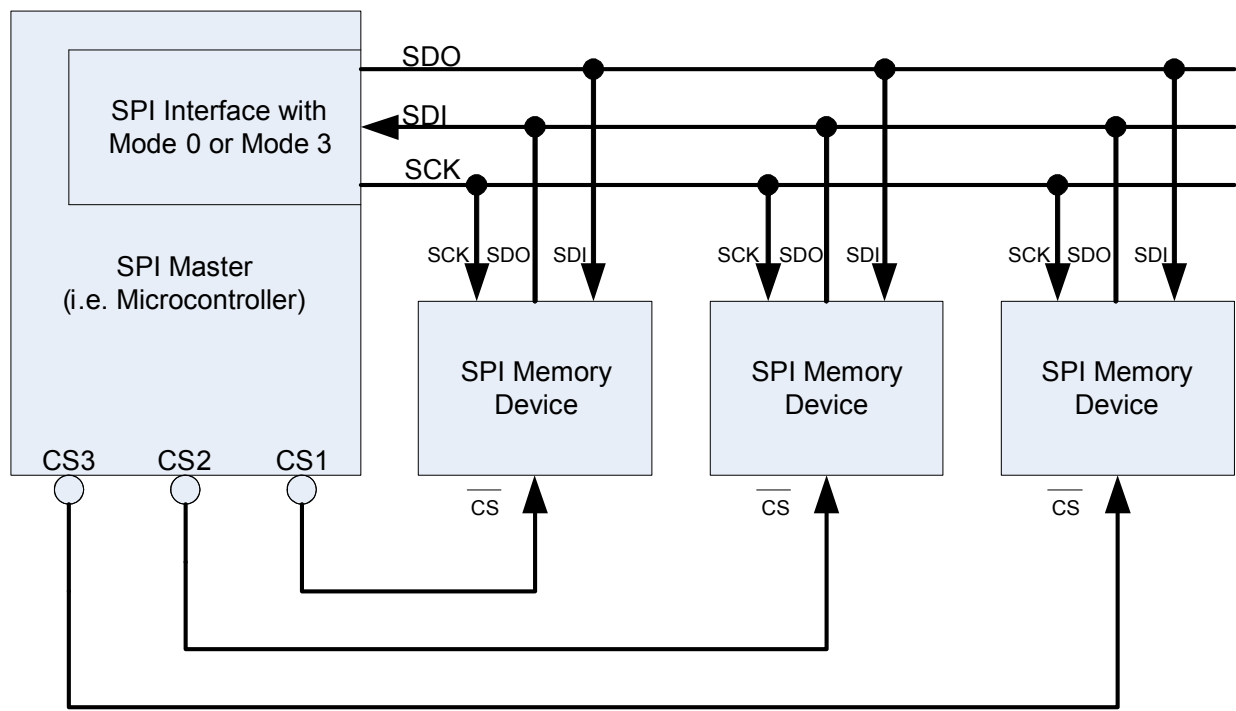 SDO
SPI Interface with
Mode 0 or Mode 3
SDI
SCK
SPI Master
(i.e. Microcontroller)
SCK SDO SDI
SCK SDO SDI
SCK SDO SDI
SPI Memory
Device
SPI Memory
Device
SPI Memory
Device
CS3 CS2 CS1
CS
CS
CS